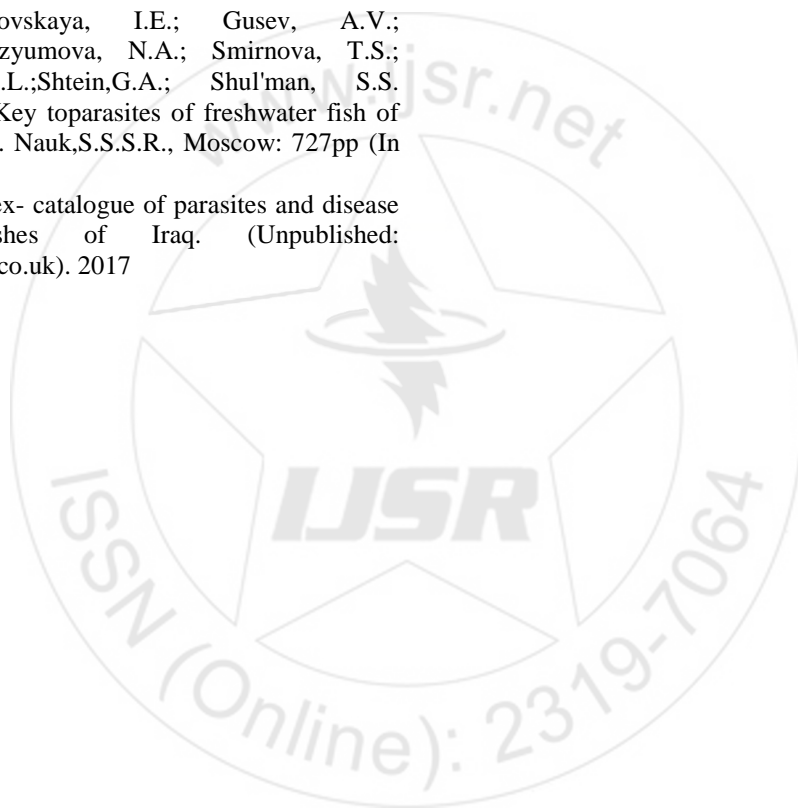 ovskaya, I.E.; Gusev, A.V.;
zyumova, N.A.; Smirnova, T.S.;
.L.;Shtein,G.A.; Shul'man, S.S.
Key toparasites of freshwater fish of
. Nauk,S.S.S.R., Moscow: 727pp (In
ex- catalogue of parasites and disease
shes of Iraq. (Unpublished:
co.uk). 2017
www.ijsr.net
IJSR
ISSN (Online): 2319-7064